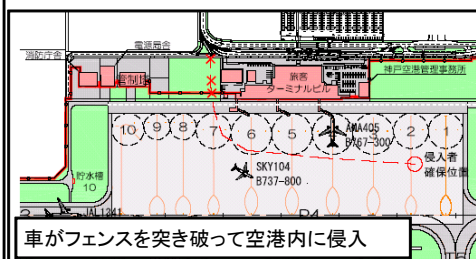 電源局舎
消防庁舎
管制塔
旅客
ターミナルビル
神戸空港管理事務所
10 9 8 7 6 5 3 2 1
ANA405
B767-300
SKY104
B737-800
侵入者
確保位置
貯水槽
10
JAL1341
車がフェンスを突き破って空港内に侵入